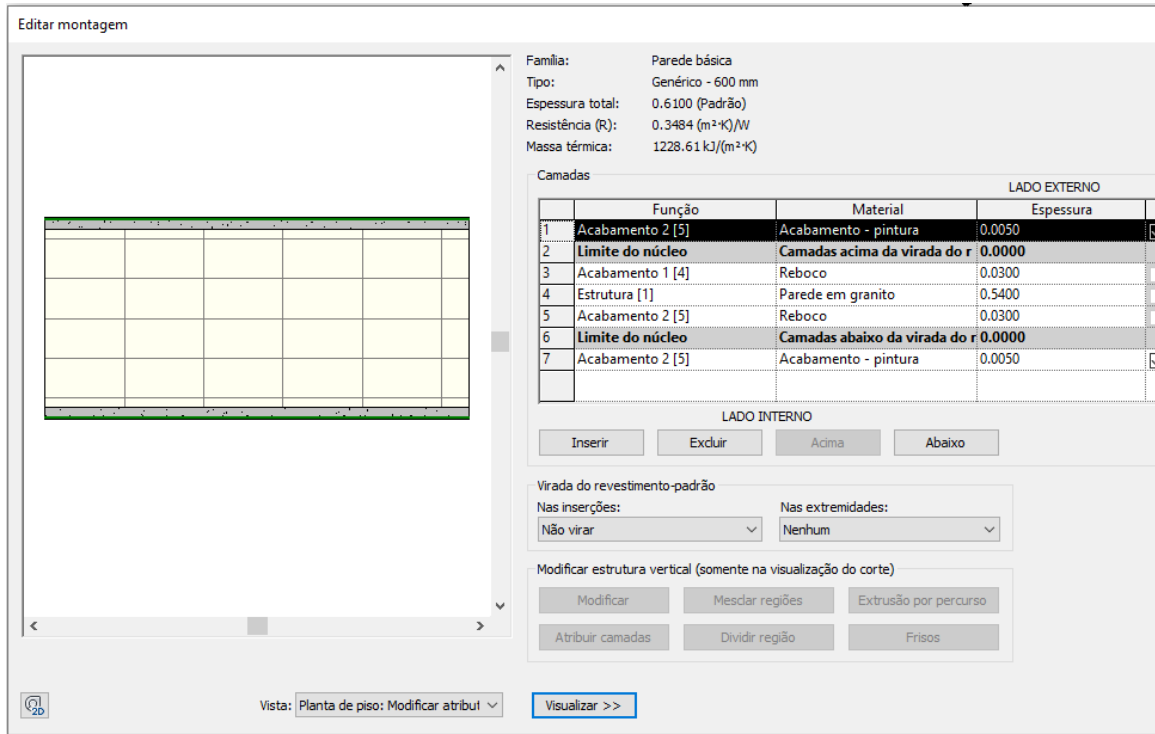 Editar montagem
Família: Parede básica
Tipo: Genérico - 600 mm
Espessura total: 0.6100 (Padrão)
Resistência (R): 0.3484 (m²·K)/W
Massa térmica: 1228.61 kJ/(m²·K)
Camadas
LADO EXTERNO
Função Material Espessura
1 Acabamento 2 [5] Acabamento - pintura 0.0050
2 Limite do núcleo Camadas acima da virada do r 0.0000
3 Acabamento 1 [4] Reboco 0.0300
4 Estrutura [1] Parede em granito 0.5400
5 Acabamento 2 [5] Reboco 0.0300
6 Limite do núcleo Camadas abaixo da virada do r 0.0000
7 Acabamento 2 [5] Acabamento - pintura 0.0050
LADO INTERNO
Inserir Excluir Acima Abaixo
Virada do revestimento-padrão
Nas inserções: Nas extremidades:
Não virar Nenhum
Modificar estrutura vertical (somente na visualização do corte)
Modificar Mesclar regiões Extrusão por percurso
Atribuir camadas Dividir região Frisos
2D Vista: Planta de piso: Modificar atribut Visualizar >>